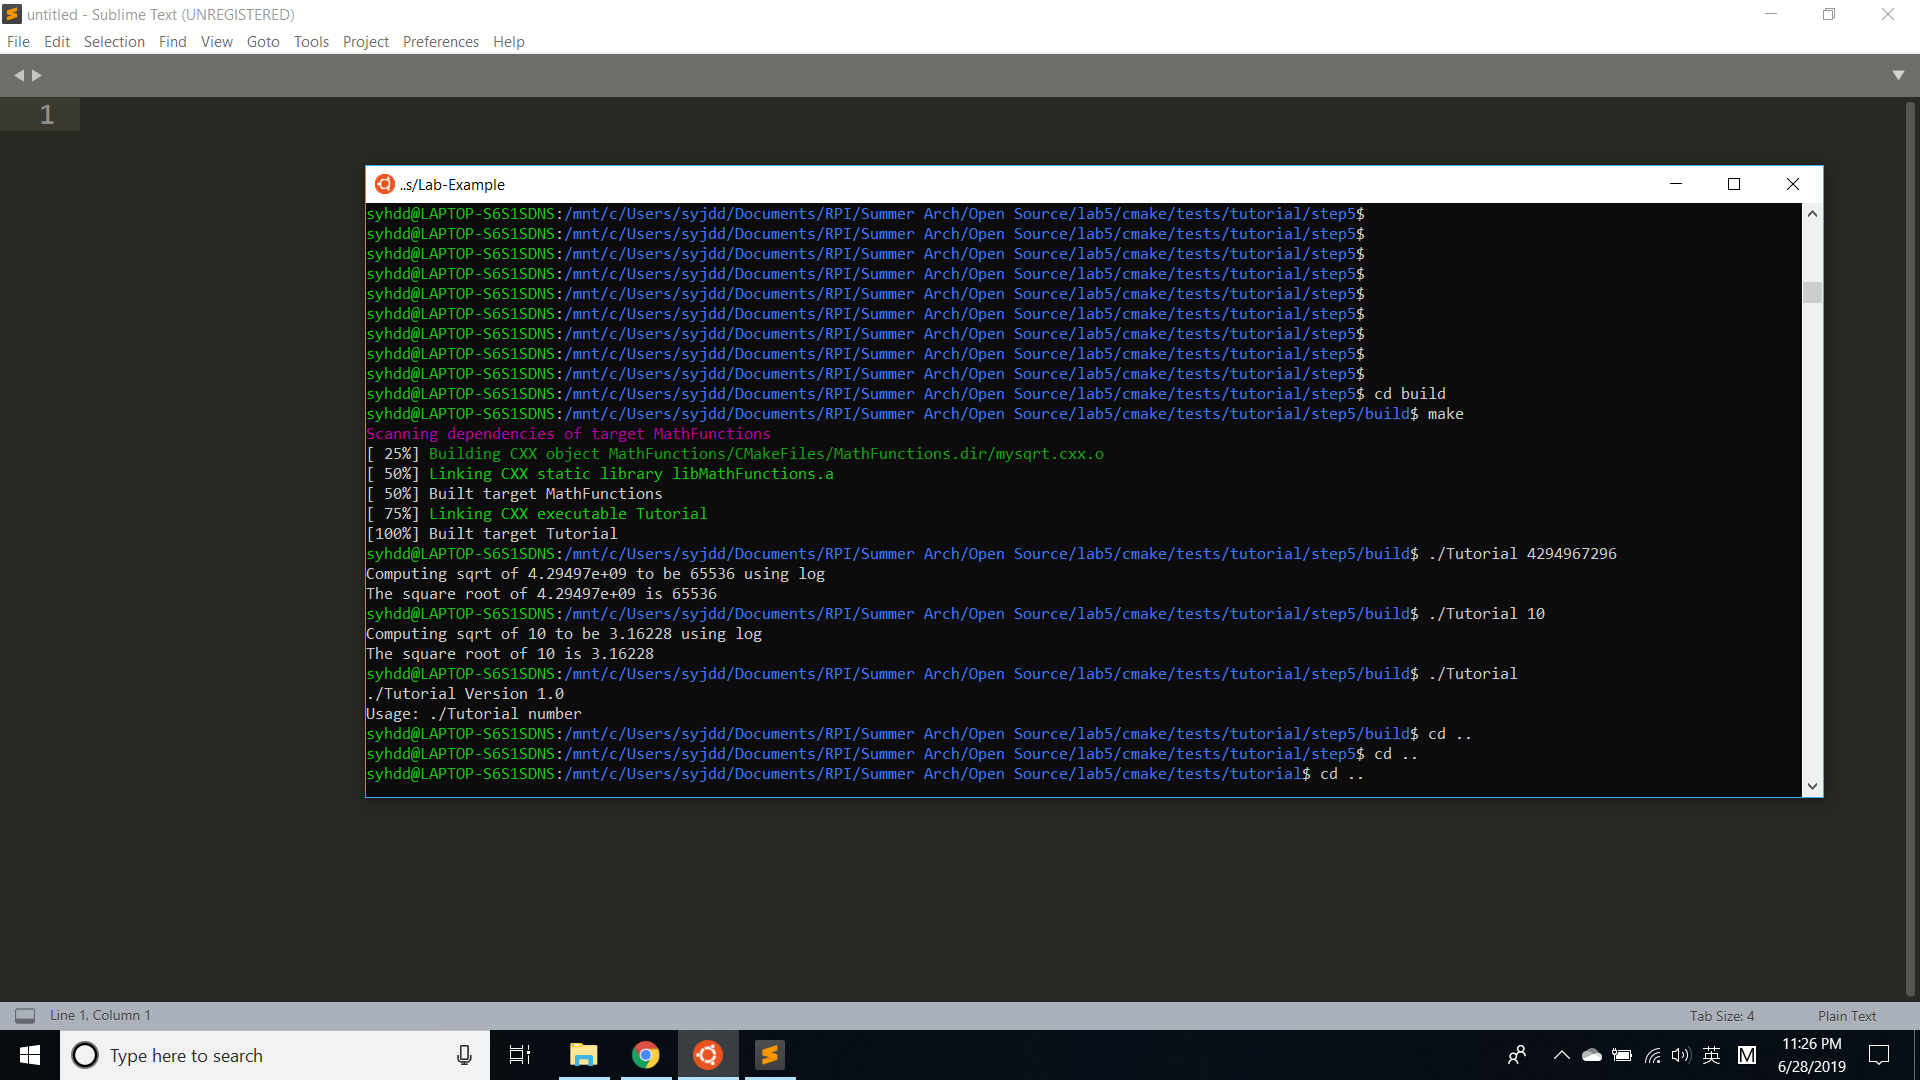 untitled - Sublime Text (UNREGISTERED)
File Edit Selection Find View Goto Tools Project Preferences Help
1
..s/Lab-Example
syhdd@LAPTOP-S6S1SDNS:/mnt/c/Users/syjdd/Documents/RPI/Summer Arch/Open Source/lab5/cmake/tests/tutorial/step5$
syhdd@LAPTOP-S6S1SDNS:/mnt/c/Users/syjdd/Documents/RPI/Summer Arch/Open Source/lab5/cmake/tests/tutorial/step5$
syhdd@LAPTOP-S6S1SDNS:/mnt/c/Users/syjdd/Documents/RPI/Summer Arch/Open Source/lab5/cmake/tests/tutorial/step5$
syhdd@LAPTOP-S6S1SDNS:/mnt/c/Users/syjdd/Documents/RPI/Summer Arch/Open Source/lab5/cmake/tests/tutorial/step5$
syhdd@LAPTOP-S6S1SDNS:/mnt/c/Users/syjdd/Documents/RPI/Summer Arch/Open Source/lab5/cmake/tests/tutorial/step5$
syhdd@LAPTOP-S6S1SDNS:/mnt/c/Users/syjdd/Documents/RPI/Summer Arch/Open Source/lab5/cmake/tests/tutorial/step5$
syhdd@LAPTOP-S6S1SDNS:/mnt/c/Users/syjdd/Documents/RPI/Summer Arch/Open Source/lab5/cmake/tests/tutorial/step5$
syhdd@LAPTOP-S6S1SDNS:/mnt/c/Users/syjdd/Documents/RPI/Summer Arch/Open Source/lab5/cmake/tests/tutorial/step5$
syhdd@LAPTOP-S6S1SDNS:/mnt/c/Users/syjdd/Documents/RPI/Summer Arch/Open Source/lab5/cmake/tests/tutorial/step5$
syhdd@LAPTOP-S6S1SDNS:/mnt/c/Users/syjdd/Documents/RPI/Summer Arch/Open Source/lab5/cmake/tests/tutorial/step5$ cd build
syhdd@LAPTOP-S6S1SDNS:/mnt/c/Users/syjdd/Documents/RPI/Summer Arch/Open Source/lab5/cmake/tests/tutorial/step5/build$ make
Scanning dependencies of target MathFunctions
[ 25%] Building CXX object MathFunctions/CMakeFiles/MathFunctions.dir/mysqrt.cxx.o
[ 50%] Linking CXX static library libMathFunctions.a
[ 50%] Built target MathFunctions
[ 75%] Linking CXX executable Tutorial
[100%] Built target Tutorial
syhdd@LAPTOP-S6S1SDNS:/mnt/c/Users/syjdd/Documents/RPI/Summer Arch/Open Source/lab5/cmake/tests/tutorial/step5/build$ ./Tutorial 4294967296
Computing sqrt of 4.29497e+09 to be 65536 using log
The square root of 4.29497e+09 is 65536
syhdd@LAPTOP-S6S1SDNS:/mnt/c/Users/syjdd/Documents/RPI/Summer Arch/Open Source/lab5/cmake/tests/tutorial/step5/build$ ./Tutorial 10
Computing sqrt of 10 to be 3.16228 using log
The square root of 10 is 3.16228
syhdd@LAPTOP-S6S1SDNS:/mnt/c/Users/syjdd/Documents/RPI/Summer Arch/Open Source/lab5/cmake/tests/tutorial/step5/build$ ./Tutorial
./Tutorial Version 1.0
Usage: ./Tutorial number
syhdd@LAPTOP-S6S1SDNS:/mnt/c/Users/syjdd/Documents/RPI/Summer Arch/Open Source/lab5/cmake/tests/tutorial/step5/build$ cd ..
syhdd@LAPTOP-S6S1SDNS:/mnt/c/Users/syjdd/Documents/RPI/Summer Arch/Open Source/lab5/cmake/tests/tutorial/step5$ cd ..
syhdd@LAPTOP-S6S1SDNS:/mnt/c/Users/syjdd/Documents/RPI/Summer Arch/Open Source/lab5/cmake/tests/tutorial$ cd ..
Line 1, Column 1
Tab Size: 4
Plain Text
Type here to search
英
M
11:26 PM
6/28/2019